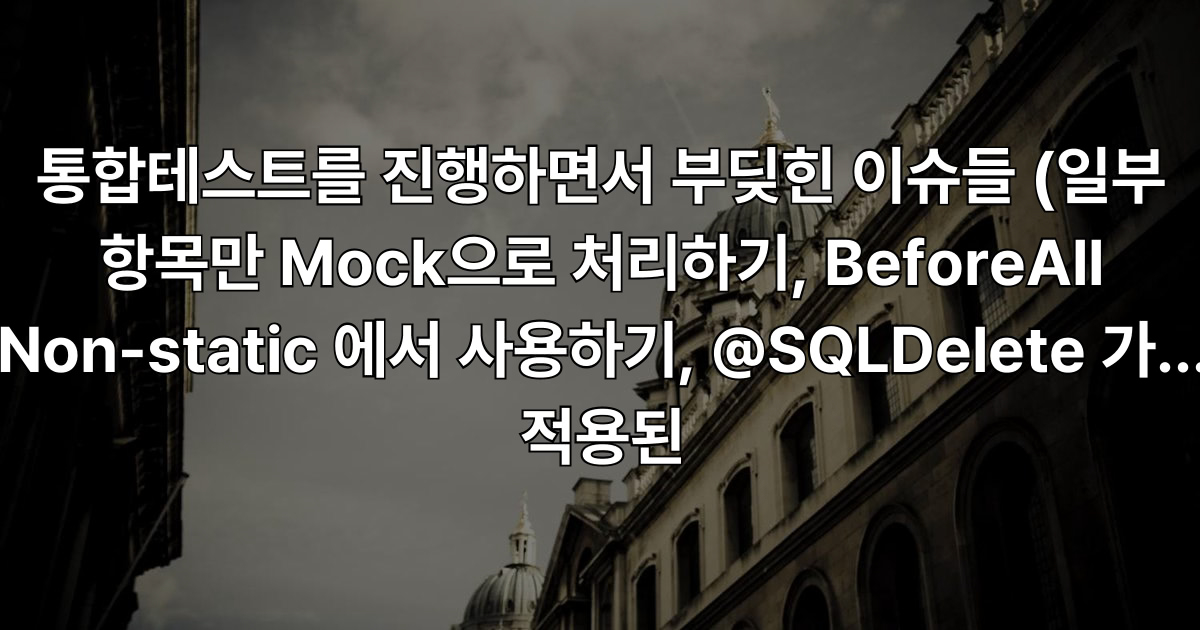 통합테스트를 진행하면서 부딪힌 이슈들 (일부
항목만 Mock으로 처리하기, BeforeAll
Non-static 에서 사용하기, @SQLDelete 가...
적용된